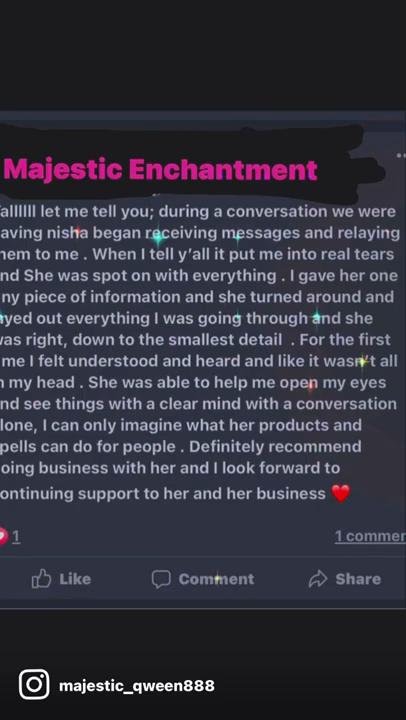 Majestic Enchantment
'alllllI let me tell you; during a conversation we were
aving nisha began receiving messages and relaying
hem to me . When I tell y'all it put me into real tears
nd She was spot on with everything . I gave her one
ny piece of information and she turned around and
ayed out everything I was going through and she
was right, down to the smallest detail . For the first
me I felt understood and heard and like it wasn't all
n my head . She was able to help me open my eyes
nd see things with a clear mind with a conversation
lone, I can only imagine what her products and
pells can do for people . Definitely recommend
oing business with her and I look forward to
ontinuing support to her and her business ❤️
1
1 commen
Like
Comment
Share
majestic_qween888